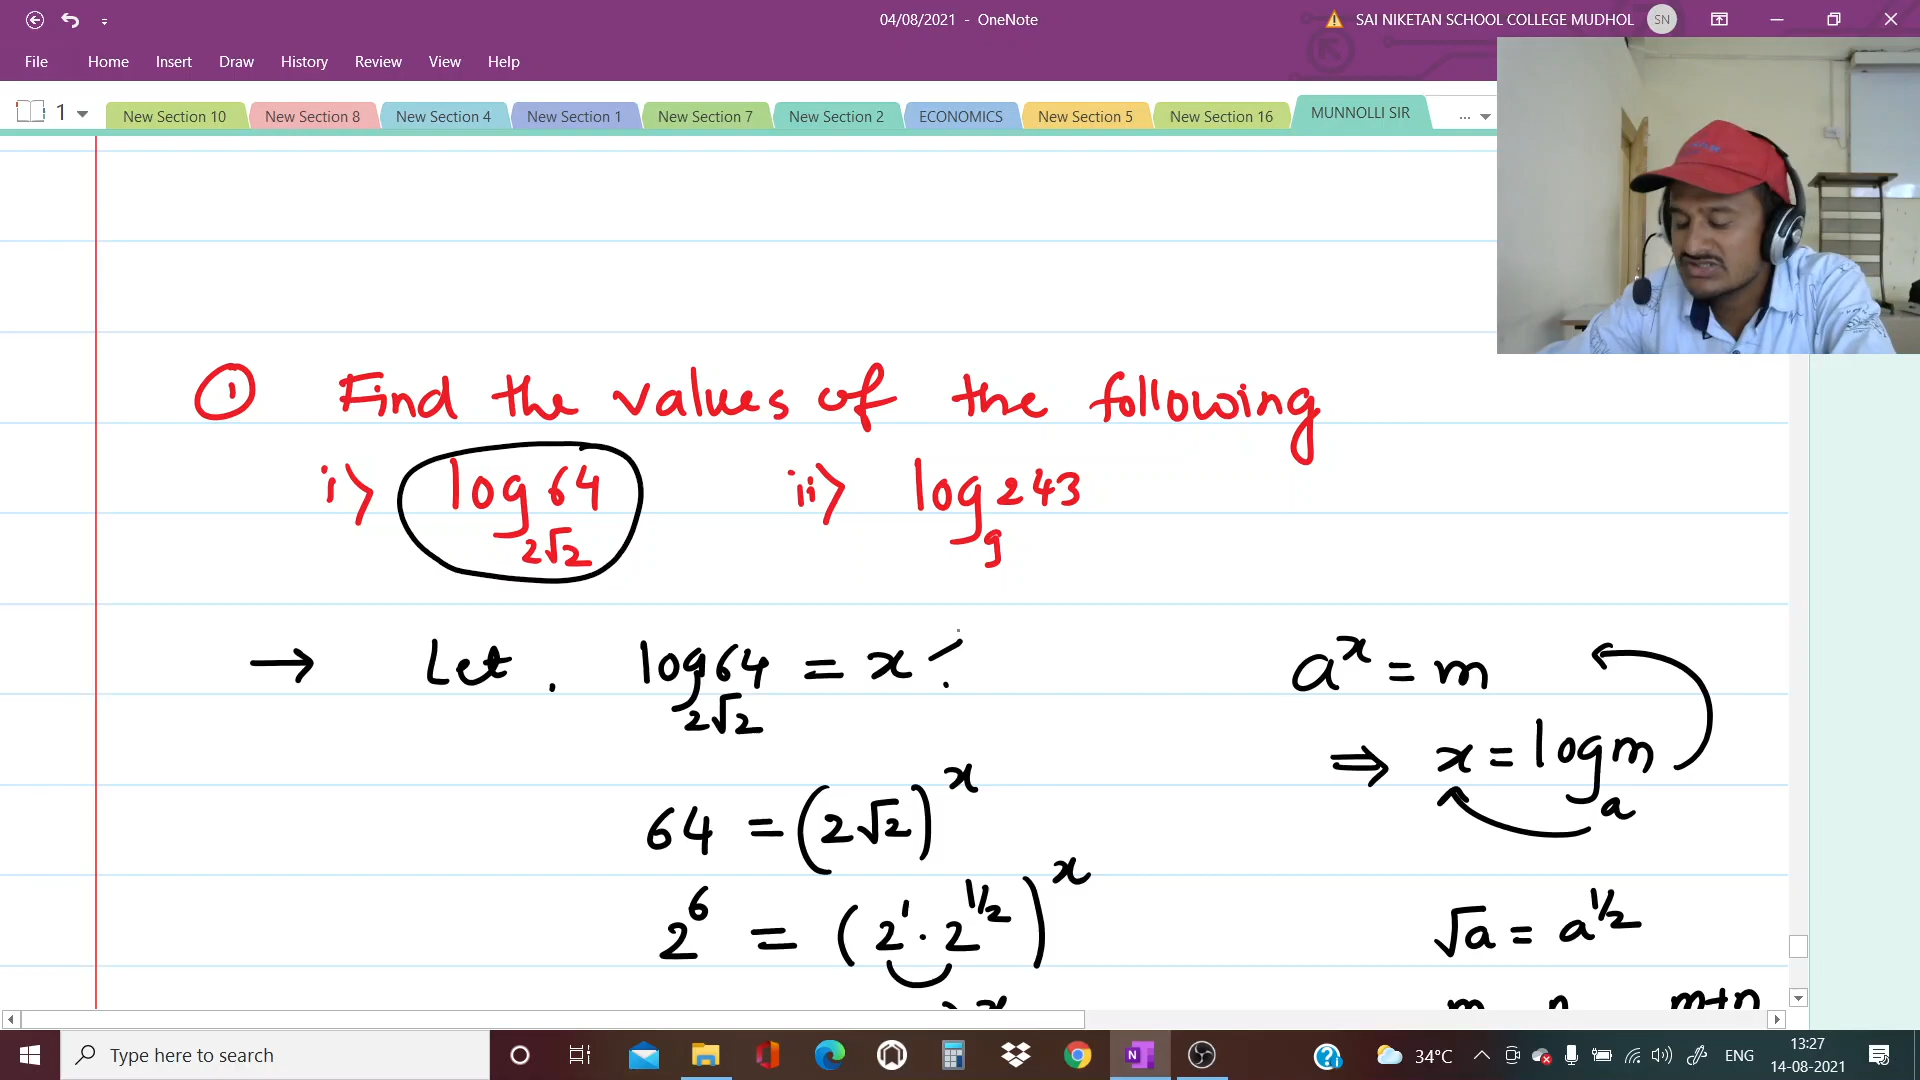 04/08/2021 - OneNote
SAI NIKETAN SCHOOL COLLEGE MUDHOL SN
File Home Insert Draw History Review View Help
1 New Section 10 New Section 8 New Section 4 New Section 1 New Section 7 New Section 2 ECONOMICS New Section 5 New Section 16 MUNNOLLI SIR ...
① Find the values of the following
i) log_{2√2} 64 ii) log_9 243
→ Let. log_{2√2} 64 = x
a^x = m
⇒ x = log_a m
64 = (2√2)^x
2^6 = (2^1 · 2^{1/2})^x
√a = a^{1/2}
m n m+n
Type here to search
34°C ENG 13:27
14-08-2021